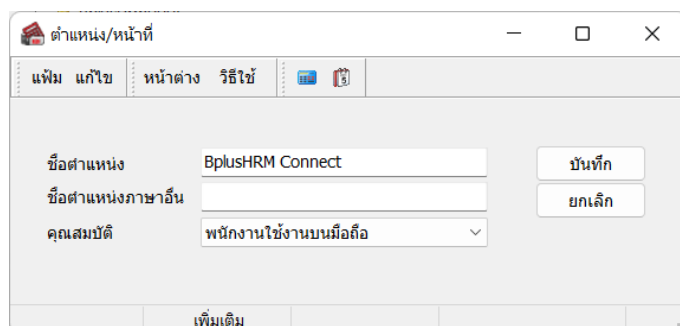 ตำแหน่ง/หน้าที่
แฟ้ม แก้ไข หน้าต่าง วิธีใช้
ชื่อตำแหน่ง BplusHRM Connect บันทึก
ชื่อตำแหน่งภาษาอื่น ยกเลิก
คุณสมบัติ พนักงานใช้งานบนมือถือ
เพิ่มเติม